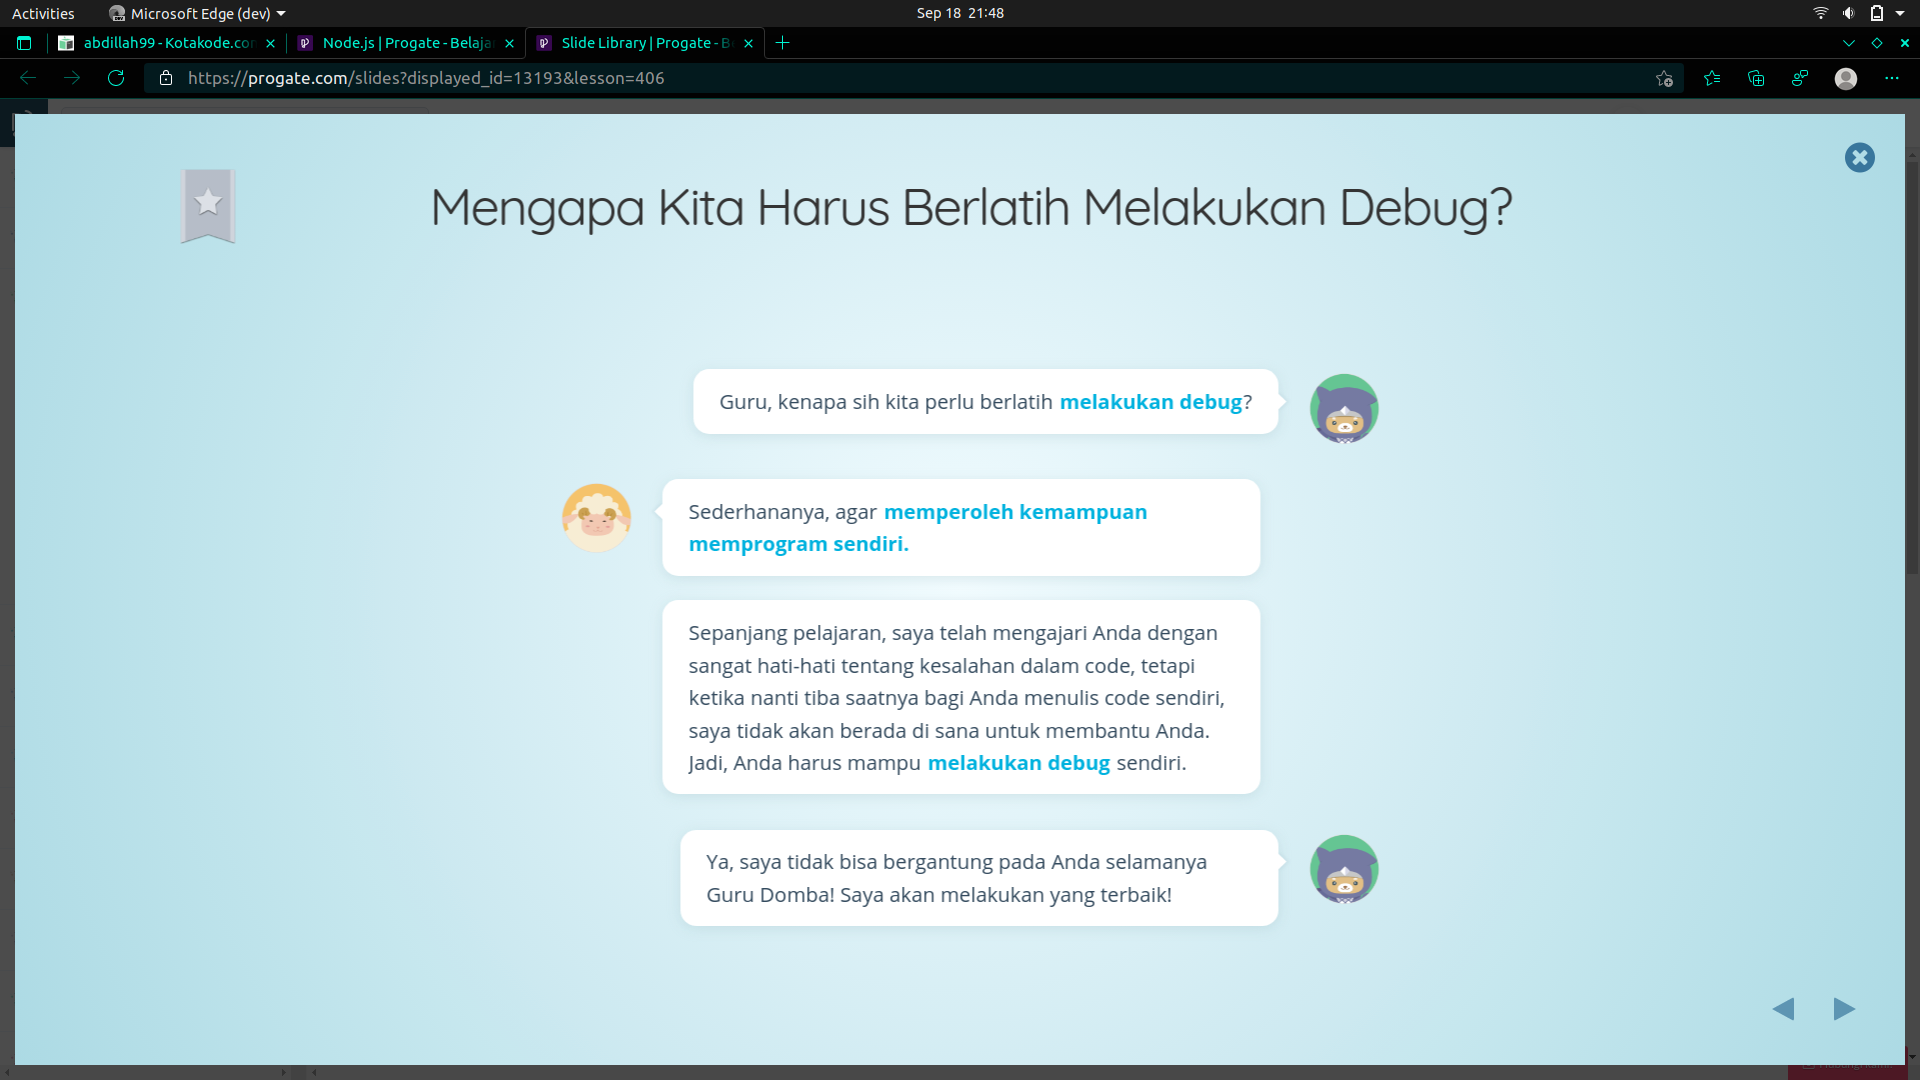 Activities
Microsoft Edge (dev)
Sep 18 21:48
abdillah99 - Kotakode.co
Node.js | Progate - Belaja
Slide Library | Progate - B
https://progate.com/slides?displayed_id=13193&lesson=406
Mengapa Kita Harus Berlatih Melakukan Debug?
Guru, kenapa sih kita perlu berlatih melakukan debug?
Sederhananya, agar memperoleh kemampuan
memprogram sendiri.
Sepanjang pelajaran, saya telah mengajari Anda dengan
sangat hati-hati tentang kesalahan dalam code, tetapi
ketika nanti tiba saatnya bagi Anda menulis code sendiri,
saya tidak akan berada di sana untuk membantu Anda.
Jadi, Anda harus mampu melakukan debug sendiri.
Ya, saya tidak bisa bergantung pada Anda selamanya
Guru Domba! Saya akan melakukan yang terbaik!